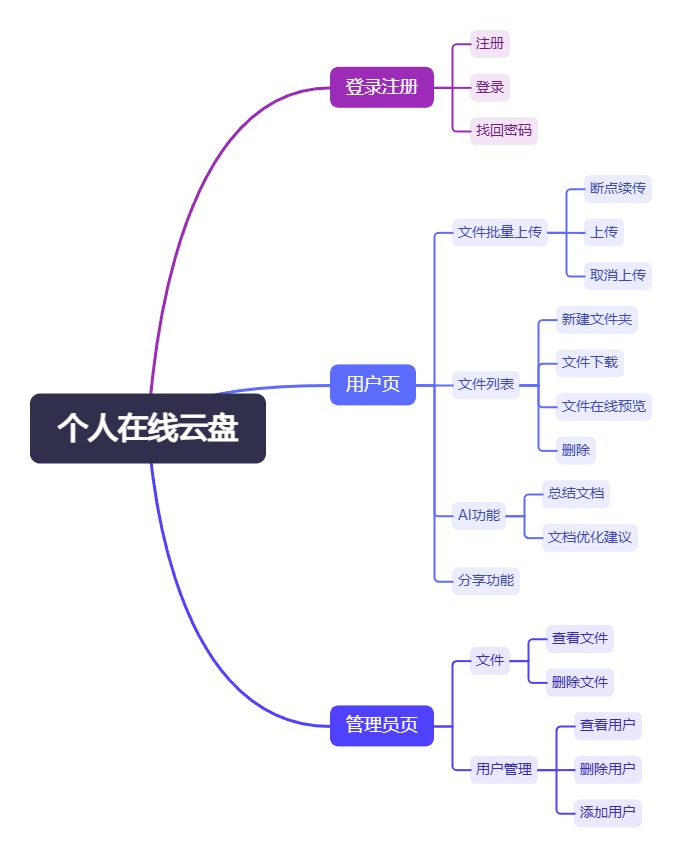 个人在线云盘
登录注册
注册
登录
找回密码
用户页
文件批量上传
断点续传
上传
取消上传
文件列表
新建文件夹
文件下载
文件在线预览
删除
AI功能
总结文档
文档优化建议
分享功能
管理员页
文件
查看文件
删除文件
用户管理
查看用户
删除用户
添加用户